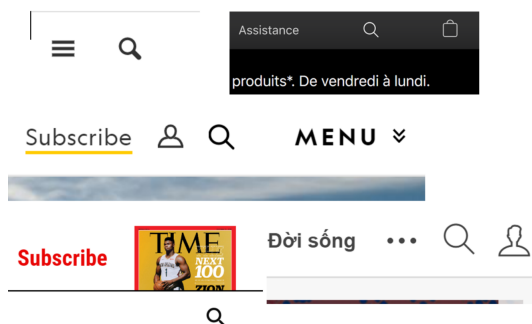 Assistance
produits*. De vendredi à lundi.
Subscribe
MENU
Subscribe
TIME
NEXT
100
ZION
Đời sống